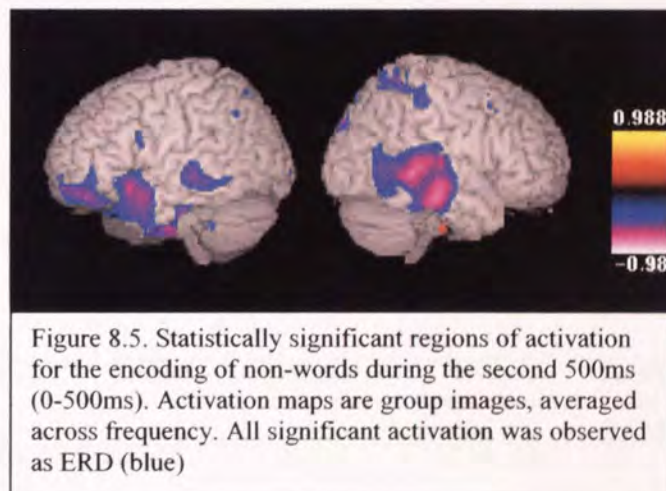 0.988
-0.98
Figure 8.5. Statistically significant regions of activation
for the encoding of non-words during the second 500ms
(0-500ms). Activation maps are group images, averaged
across frequency. All significant activation was observed
as ERD (blue)